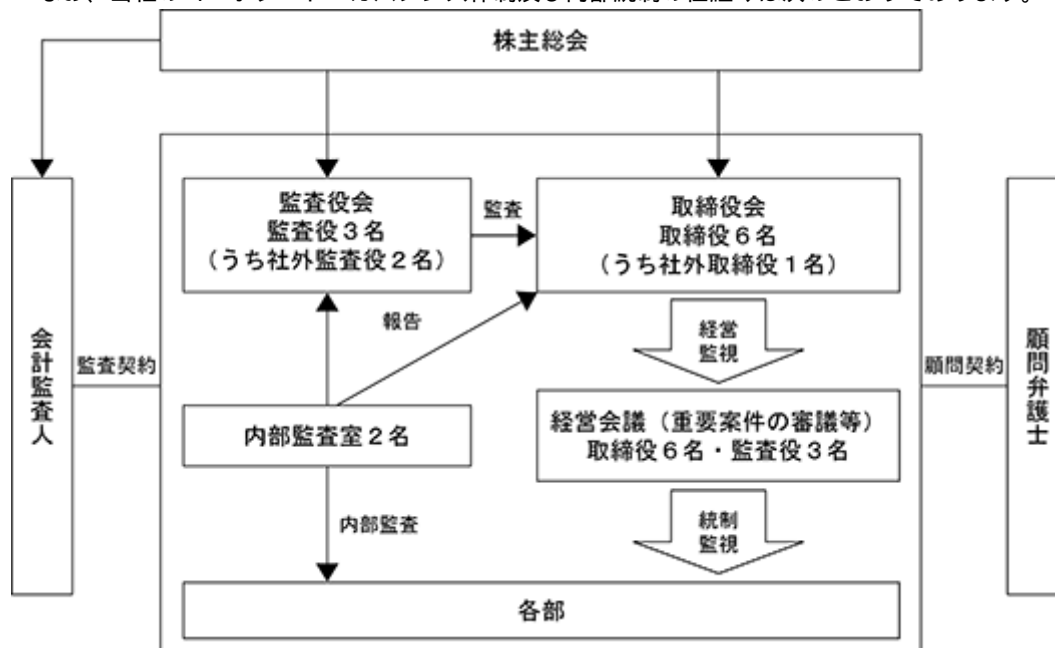 株主総会
監査役会
監査役３名
（うち社外監査役２名）
監査
取締役会
取締役６名
（うち社外取締役１名）
報告
経営
監視
会計監査人
監査契約
顧問契約
顧問弁護士
内部監査室２名
経営会議（重要案件の審議等）
取締役６名・監査役３名
内部監査
統制
監視
各部